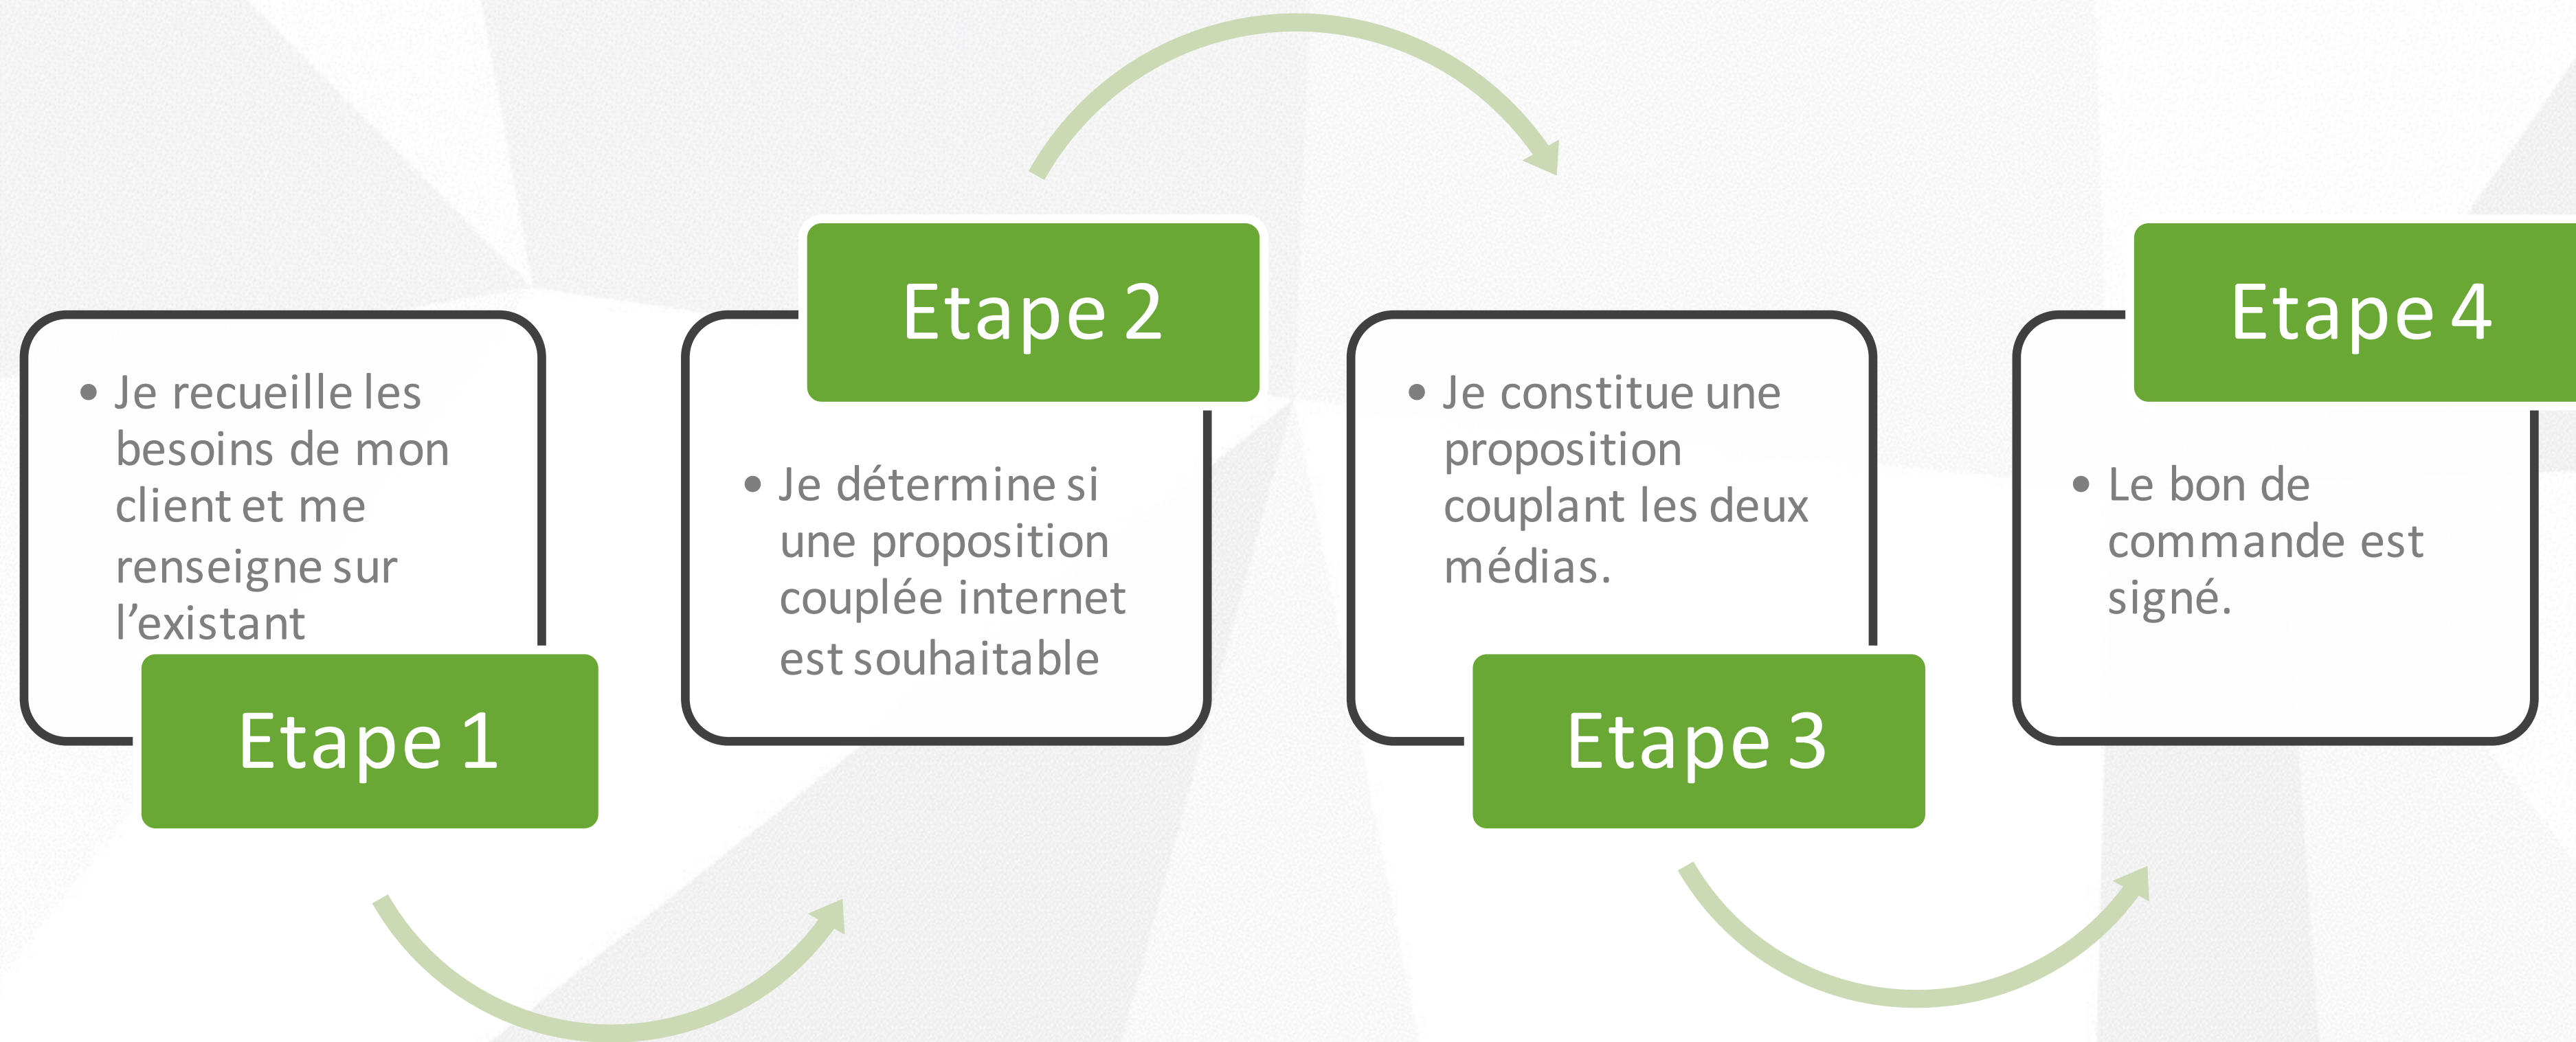 • Je recueille les
besoins de mon
client et me
renseigne sur
l’existant
Etape 1
Etape 2
• Je détermine si
une proposition
couplée internet
est souhaitable
• Je constitue une
proposition
couplant les deux
médias.
Etape 3
Etape 4
• Le bon de
commande est
signé.